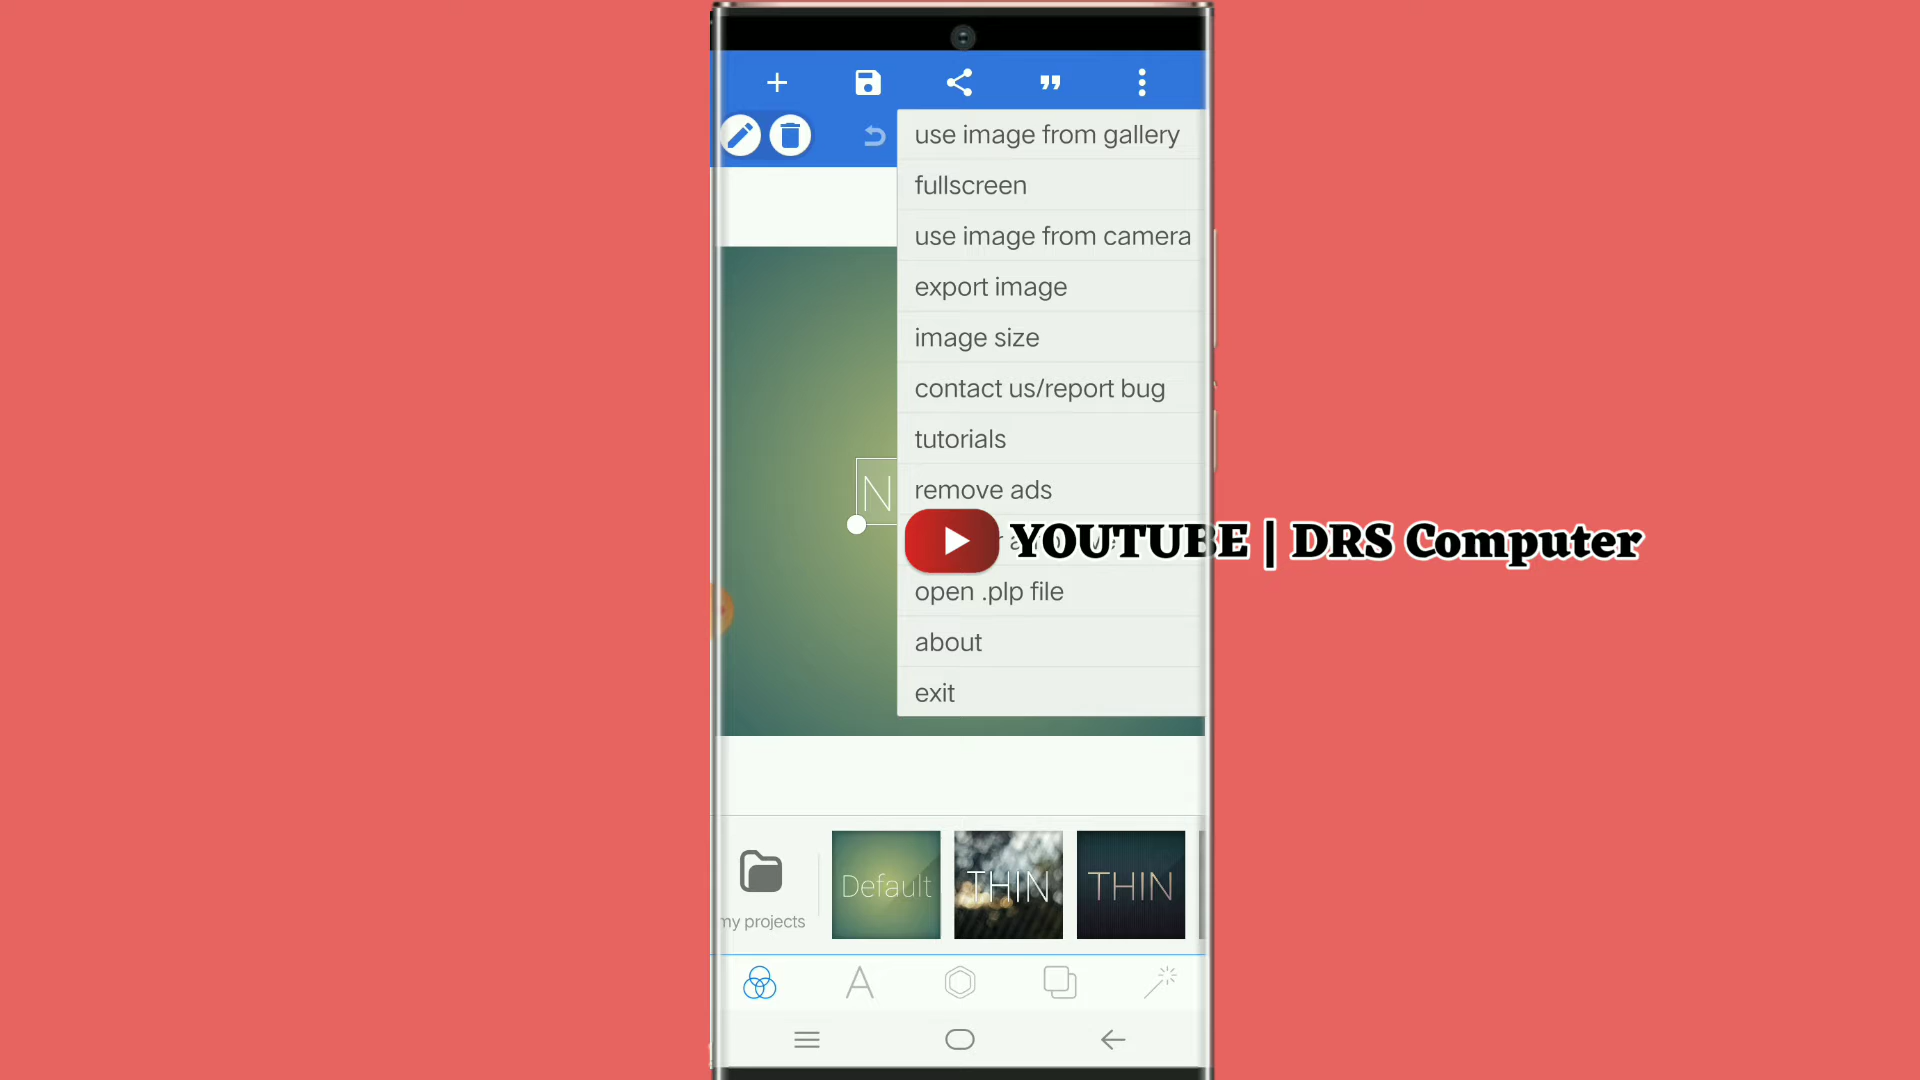 use image from gallery
fullscreen
use image from camera
export image
image size
contact us/report bug
tutorials
N
remove ads
YOUTUBE | DRS Computer
open .plp file
about
exit
my projects
Default
THIN
THIN
A